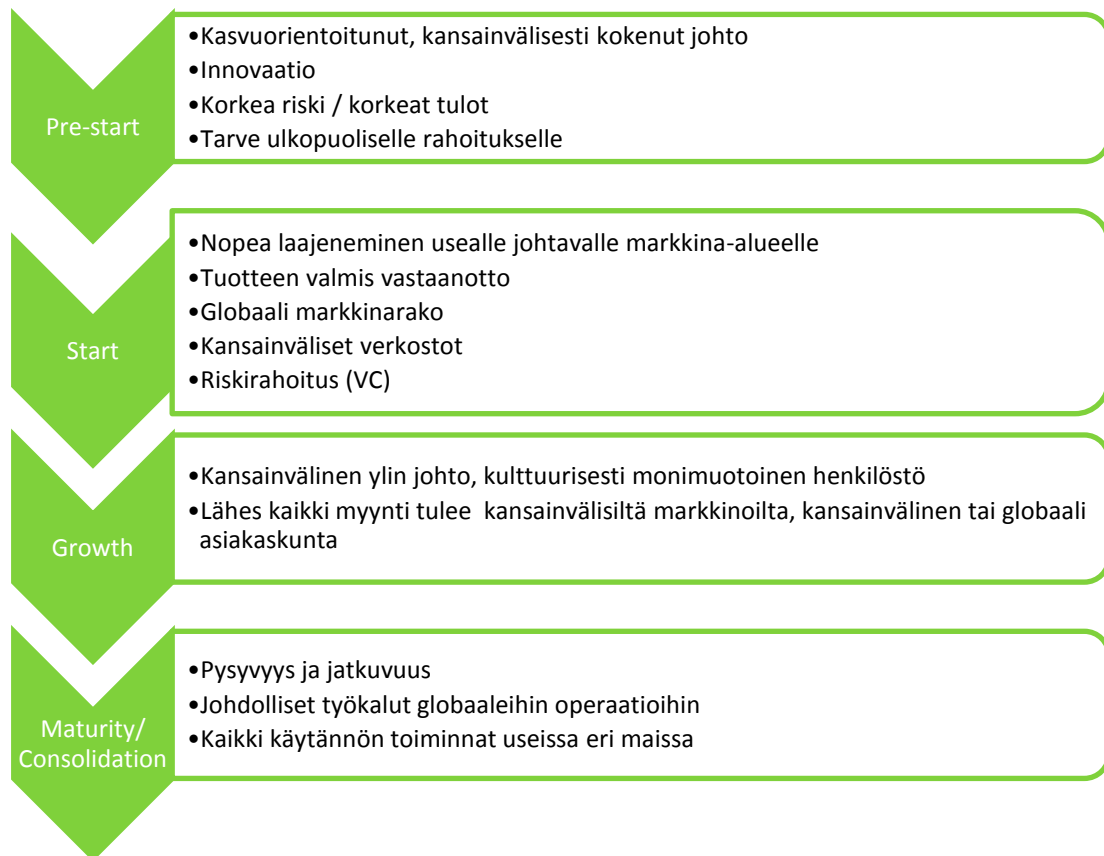 Pre-start
•Kasvuorientoitunut, kansainvälisesti kokenut johto
•Innovaatio
•Korkea riski / korkeat tulot
•Tarve ulkopuoliselle rahoitukselle
Start
•Nopea laajeneminen usealle johtavalle markkina-alueelle
•Tuotteen valmis vastaanotto
•Globaali markkinarako
•Kansainväliset verkostot
•Riskirahoitus (VC)
Growth
•Kansainvälinen ylin johto, kulttuurisesti monimuotoinen henkilöstö
•Lähes kaikki myynti tulee kansainvälisiltä markkinoilta, kansainvälinen tai globaali
asiakaskunta
Maturity/
Consolidation
•Pysyvyys ja jatkuvuus
•Johdolliset työkalut globaaleihin operaatioihin
•Kaikki käytännön toiminnat useissa eri maissa